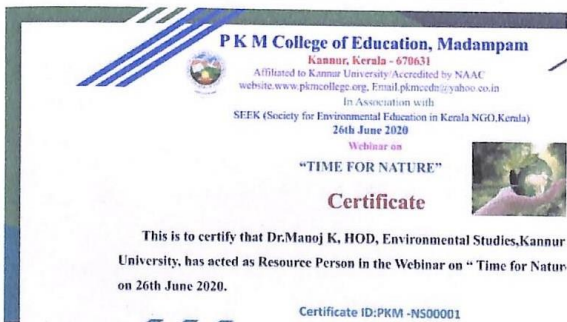 P K M College of Education, Madampam
Kannur, Kerala - 670631
Affiliated to Kannur University/Accredited by NAAC
website.www.pkmcollege.org, Email.pkmcedn@yahoo.co.in
In Association with
SEEK (Society for Environmental Education in Kerala NGO,Kerala)
26th June 2020
Webinar on
“TIME FOR NATURE”
Certificate
This is to certify that Dr.Manoj K, HOD, Environmental Studies,Kannur
University, has acted as Resource Person in the Webinar on “ Time for Natur
on 26th June 2020.
Certificate ID:PKM -NS00001